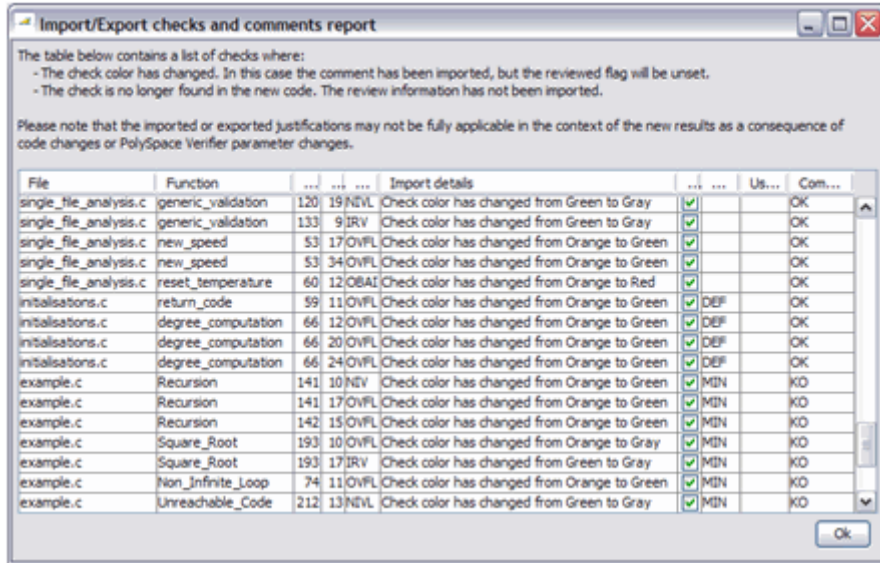 Import/Export checks and comments report
The table below contains a list of checks where:
- The check color has changed. In this case the comment has been imported, but the reviewed flag will be unset.
- The check is no longer found in the new code. The review information has not been imported.
Please note that the imported or exported justifications may not be fully applicable in the context of the new results as a consequence of
code changes or PolySpace Verifier parameter changes.
File Function ... ... ... Import details ... ... Us... Com...
single_file_analysis.c generic_validation 120 19 NIVL Check color has changed from Green to Gray OK
single_file_analysis.c generic_validation 133 9 IRV Check color has changed from Green to Gray OK
single_file_analysis.c new_speed 53 17 OVFL Check color has changed from Orange to Green OK
single_file_analysis.c new_speed 53 34 OVFL Check color has changed from Orange to Green OK
single_file_analysis.c reset_temperature 60 12 OBAI Check color has changed from Orange to Red OK
initialisations.c return_code 59 11 OVFL Check color has changed from Orange to Green DEF OK
initialisations.c degree_computation 66 12 OVFL Check color has changed from Orange to Green DEF OK
initialisations.c degree_computation 66 20 OVFL Check color has changed from Orange to Green DEF OK
initialisations.c degree_computation 66 24 OVFL Check color has changed from Orange to Green DEF OK
example.c Recursion 141 10 NIV Check color has changed from Orange to Green MIN KO
example.c Recursion 141 17 OVFL Check color has changed from Orange to Green MIN KO
example.c Recursion 142 15 OVFL Check color has changed from Orange to Green MIN KO
example.c Square_Root 193 10 OVFL Check color has changed from Orange to Gray MIN KO
example.c Square_Root 193 17 IRV Check color has changed from Green to Gray MIN KO
example.c Non_Infinite_Loop 74 11 OVFL Check color has changed from Orange to Green MIN KO
example.c Unreachable_Code 212 13 NIVL Check color has changed from Green to Gray MIN KO
Ok